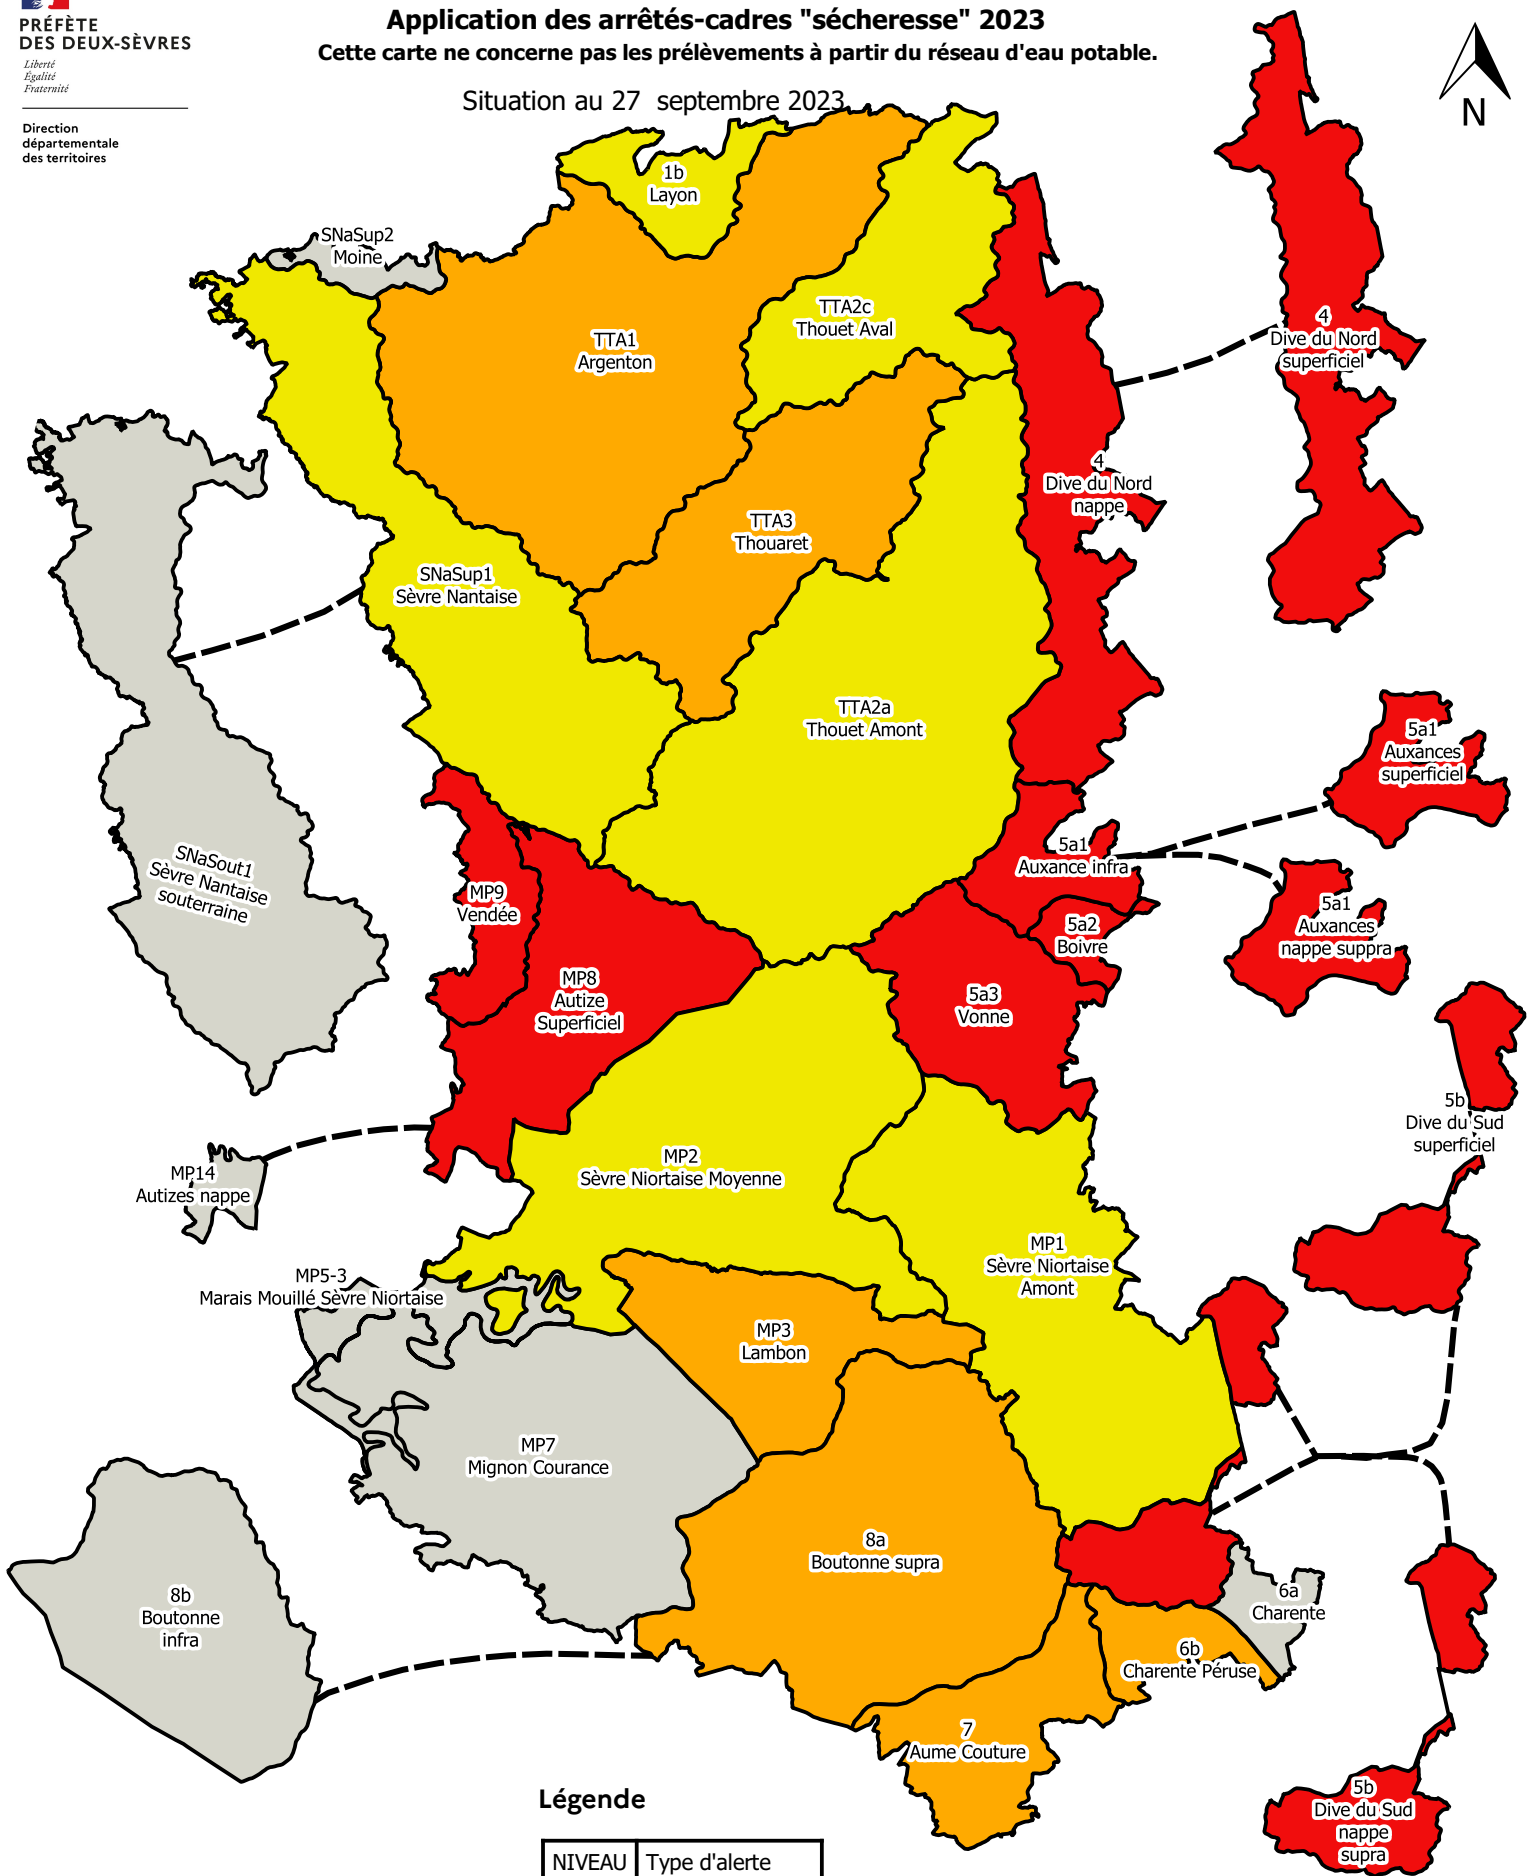 PRÉFÈTE
DES DEUX-SÈVRES
Liberté
Égalité
Fraternité
Direction
départementale
des territoires
Application des arrêtés-cadres "sécheresse" 2023
Cette carte ne concerne pas les prélèvements à partir du réseau d'eau potable.
Situation au 27 septembre 2023
N
1b
Layon
SNaSup2
Moine
TTA2c
Thouet Aval
TTA1
Argenton
4
Dive du Nord
superficiel
4
Dive du Nord
nappe
TTA3
Thouaret
SNaSup1
Sèvre Nantaise
TTA2a
Thouet Amont
5a1
Auxances
superficiel
5a1
Auxance infra
SNaSout1
Sèvre Nantaise
souterraine
MP9
Vendée
5a2
Boivre
5a1
Auxances
nappe suppra
MP8
Autize
Superficiel
5a3
Vonne
5b
Dive du Sud
superficiel
MP14
Autizes nappe
MP2
Sèvre Niortaise Moyenne
MP1
Sèvre Niortaise
Amont
MP5-3
Marais Mouillé Sèvre Niortaise
MP3
Lambon
MP7
Mignon Courance
8a
Boutonne supra
8b
Boutonne
infra
6a
Charente
6b
Charente Péruse
7
Aume Couture
5b
Dive du Sud
nappe
supra
Légende
NIVEAU Type d'alerte